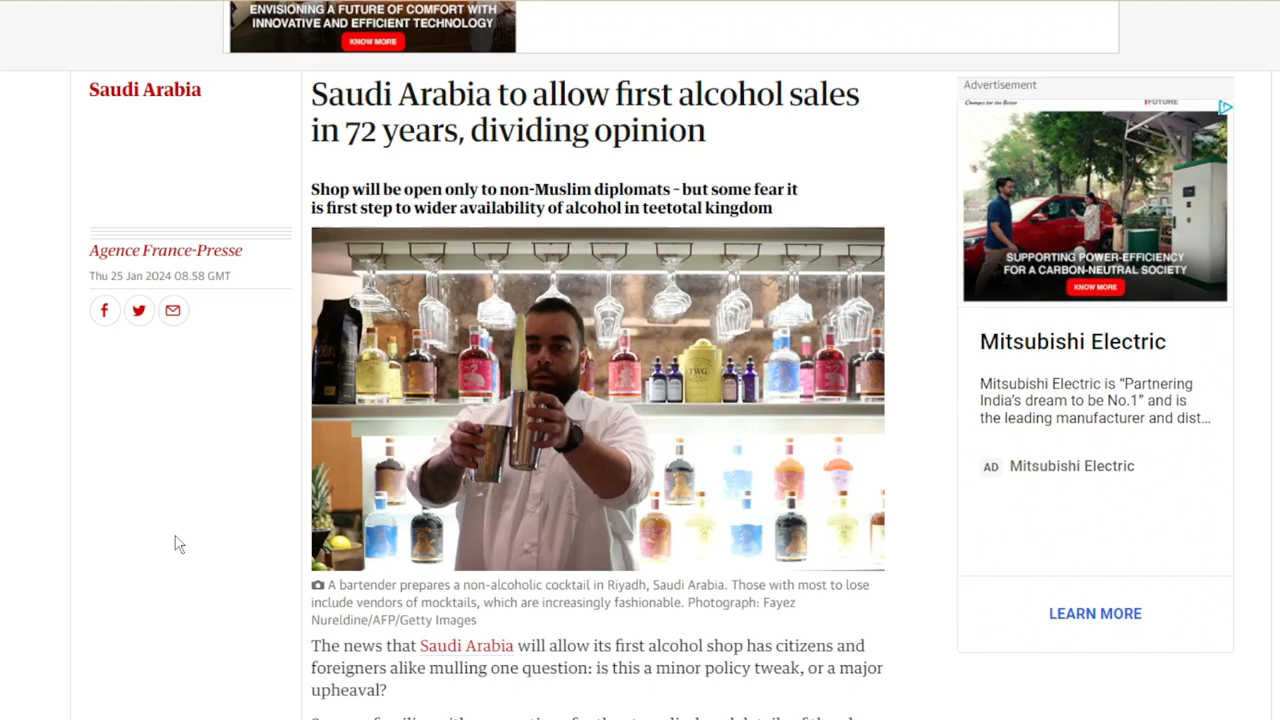 ENVISIONING A FUTURE OF COMFORT WITH
INNOVATIVE AND EFFICIENT TECHNOLOGY
KNOW MORE
Saudi Arabia
Saudi Arabia to allow first alcohol sales
in 72 years, dividing opinion
Shop will be open only to non-Muslim diplomats – but some fear it
is first step to wider availability of alcohol in teetotal kingdom
Agence France-Presse
Thu 25 Jan 2024 08.58 GMT
TWG
A bartender prepares a non-alcoholic cocktail in Riyadh, Saudi Arabia. Those with most to lose
include vendors of mocktails, which are increasingly fashionable. Photograph: Fayez
Nureldine/AFP/Getty Images
The news that Saudi Arabia will allow its first alcohol shop has citizens and
foreigners alike mulling one question: is this a minor policy tweak, or a major
upheaval?
Advertisement
Changes for the Better
FUTURE
SUPPORTING POWER-EFFICIENCY
FOR A CARBON-NEUTRAL SOCIETY
KNOW MORE
Mitsubishi Electric
Mitsubishi Electric is “Partnering
India’s dream to be No.1” and is
the leading manufacturer and dist...
AD Mitsubishi Electric
LEARN MORE